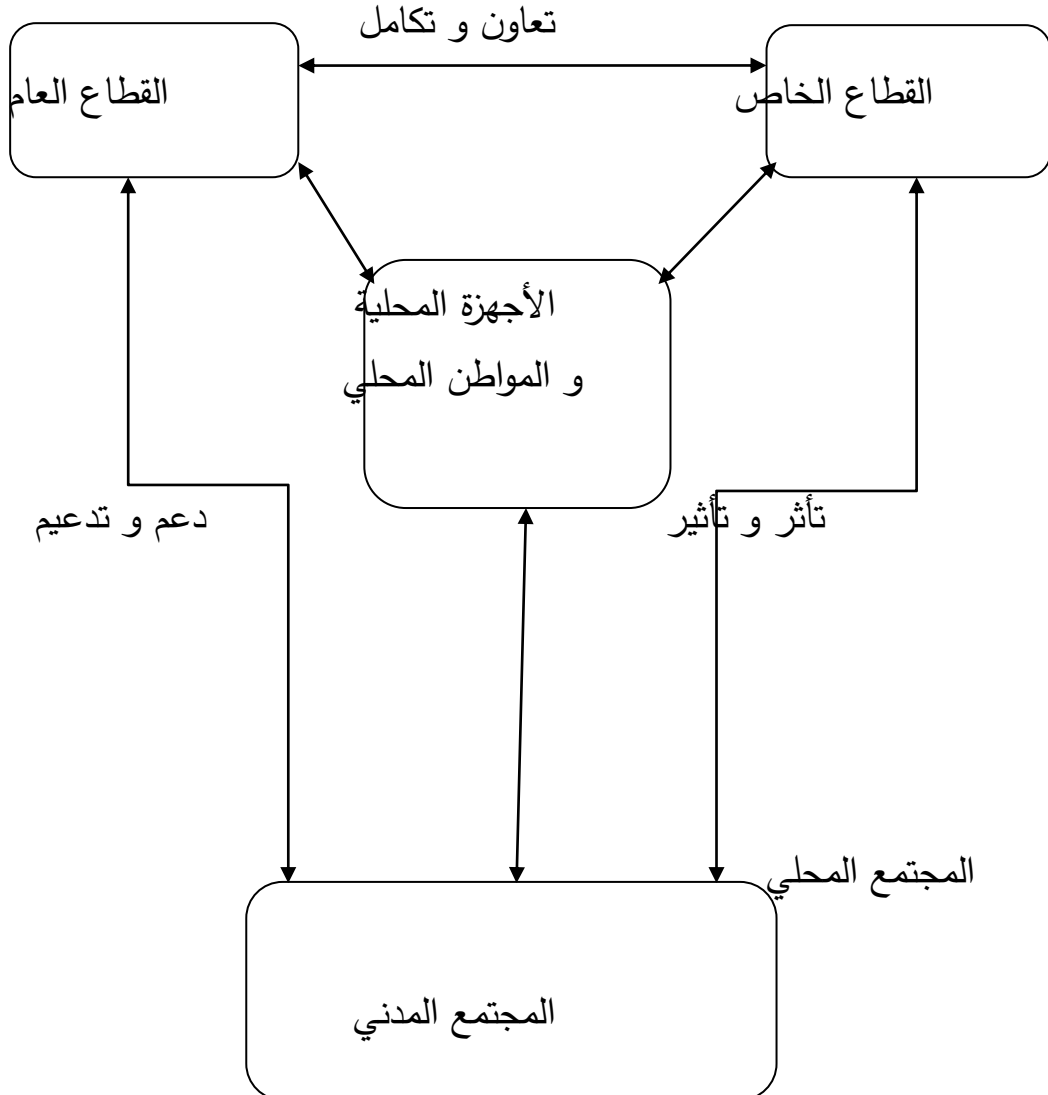 تعاون و تكامل
القطاع الخاص
القطاع العام
الأجهزة المحلية
و المواطن المحلي
تأثر و تأثير
دعم و تدعيم
المجتمع المحلي
المجتمع المدني